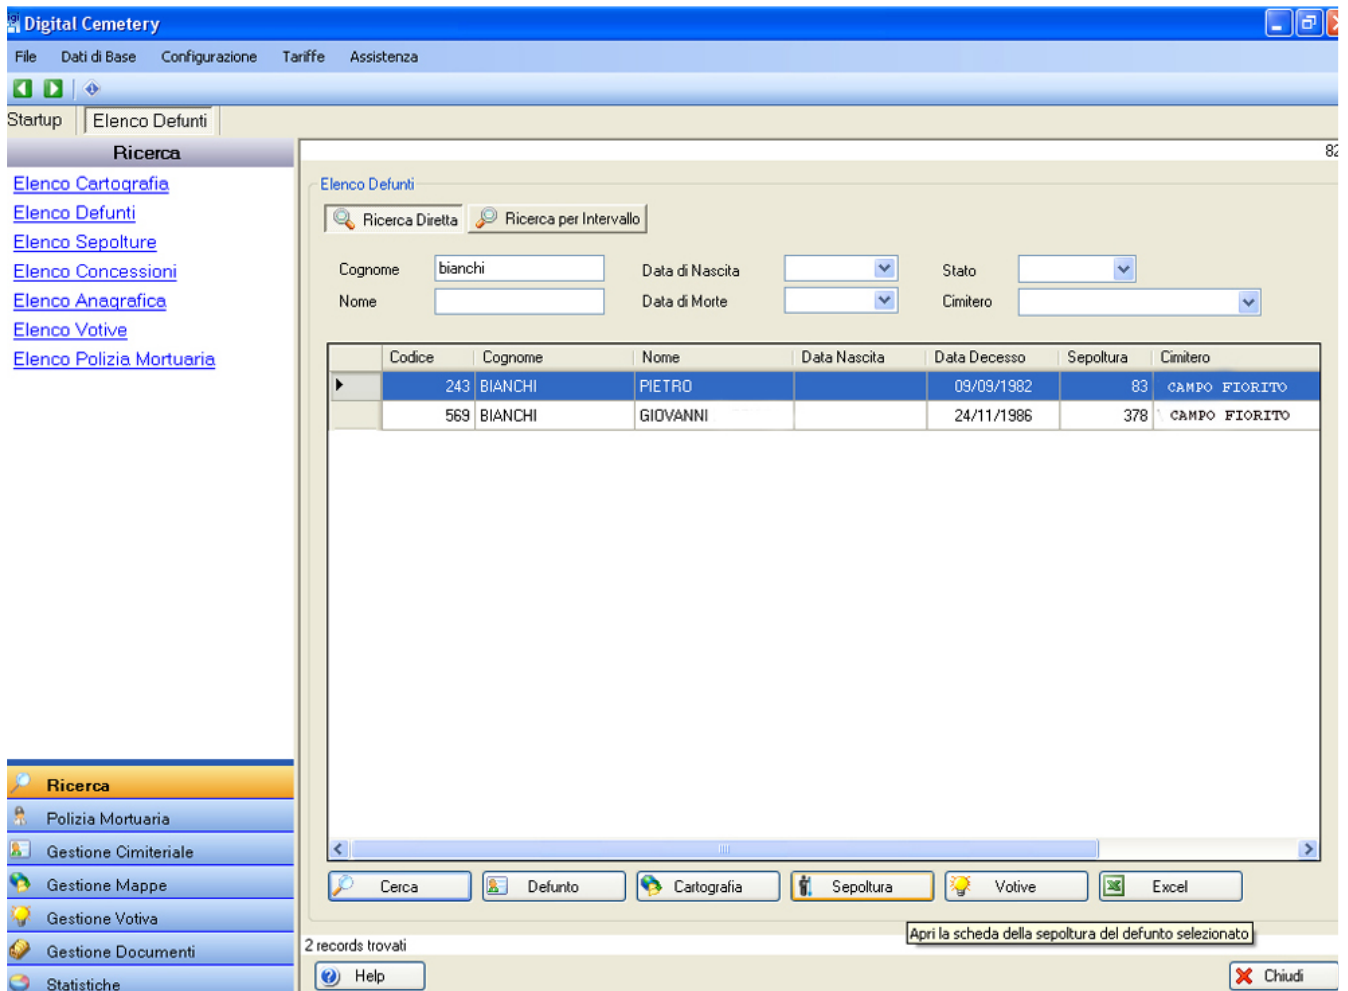 Digital Cemetery
File Dati di Base Configurazione Tariffe Assistenza
Startup Elenco Defunti
Ricerca
82
Elenco Cartografia
Elenco Defunti
Elenco Sepolture
Elenco Concessioni
Elenco Anagrafica
Elenco Votive
Elenco Polizia Mortuaria
Elenco Defunti
Ricerca Diretta Ricerca per Intervallo
Cognome bianchi Data di Nascita Stato
Nome Data di Morte Cimitero
Codice Cognome Nome Data Nascita Data Decesso Sepoltura Cimitero
243 BIANCHI PIETRO 09/09/1982 83 CAMPO FIORITO
569 BIANCHI GIOVANNI 24/11/1986 378 CAMPO FIORITO
Ricerca
Polizia Mortuaria
Gestione Cimiteriale
Gestione Mappe
Gestione Votiva
Gestione Documenti
Statistiche
Cerca Defunto Cartografia Sepoltura Votive Excel
Apri la scheda della sepoltura del defunto selezionato
2 records trovati
Help Chiudi